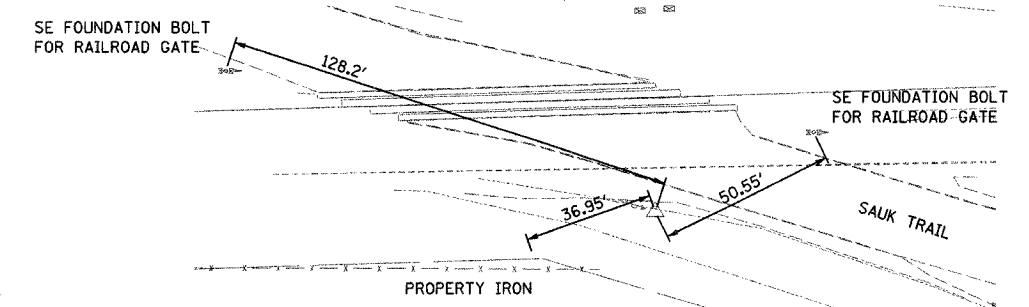 SE FOUNDATION BOLT
FOR RAILROAD GATE
128.2'
SE FOUNDATION BOLT
FOR RAILROAD GATE
50.55'
36.95'
SAUK TRAIL
PROPERTY IRON